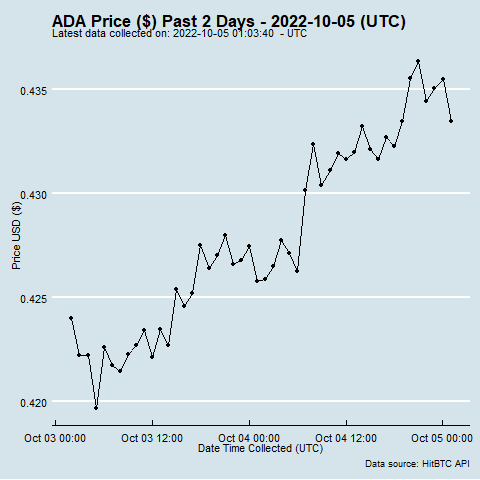 ADA Price ($) Past 2 Days - 2022-10-05 (UTC)
Latest data collected on: 2022-10-05 01:03:40 - UTC
0.435
0.430
0.425
0.420
Price USD ($)
Oct 03 00:00 Oct 03 12:00 Oct 04 00:00 Oct 04 12:00 Oct 05 00:00
Date Time Collected (UTC)
Data source: HitBTC API